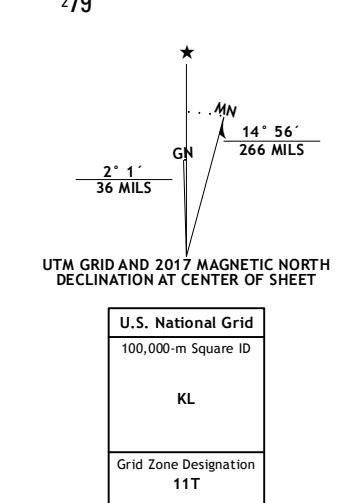 ²79
★
MN
GN
14° 56´
266 MILS
2° 1´
36 MILS
UTM GRID AND 2017 MAGNETIC NORTH
DECLINATION AT CENTER OF SHEET
U.S. National Grid
100,000-m Square ID
KL
Grid Zone Designation
11T